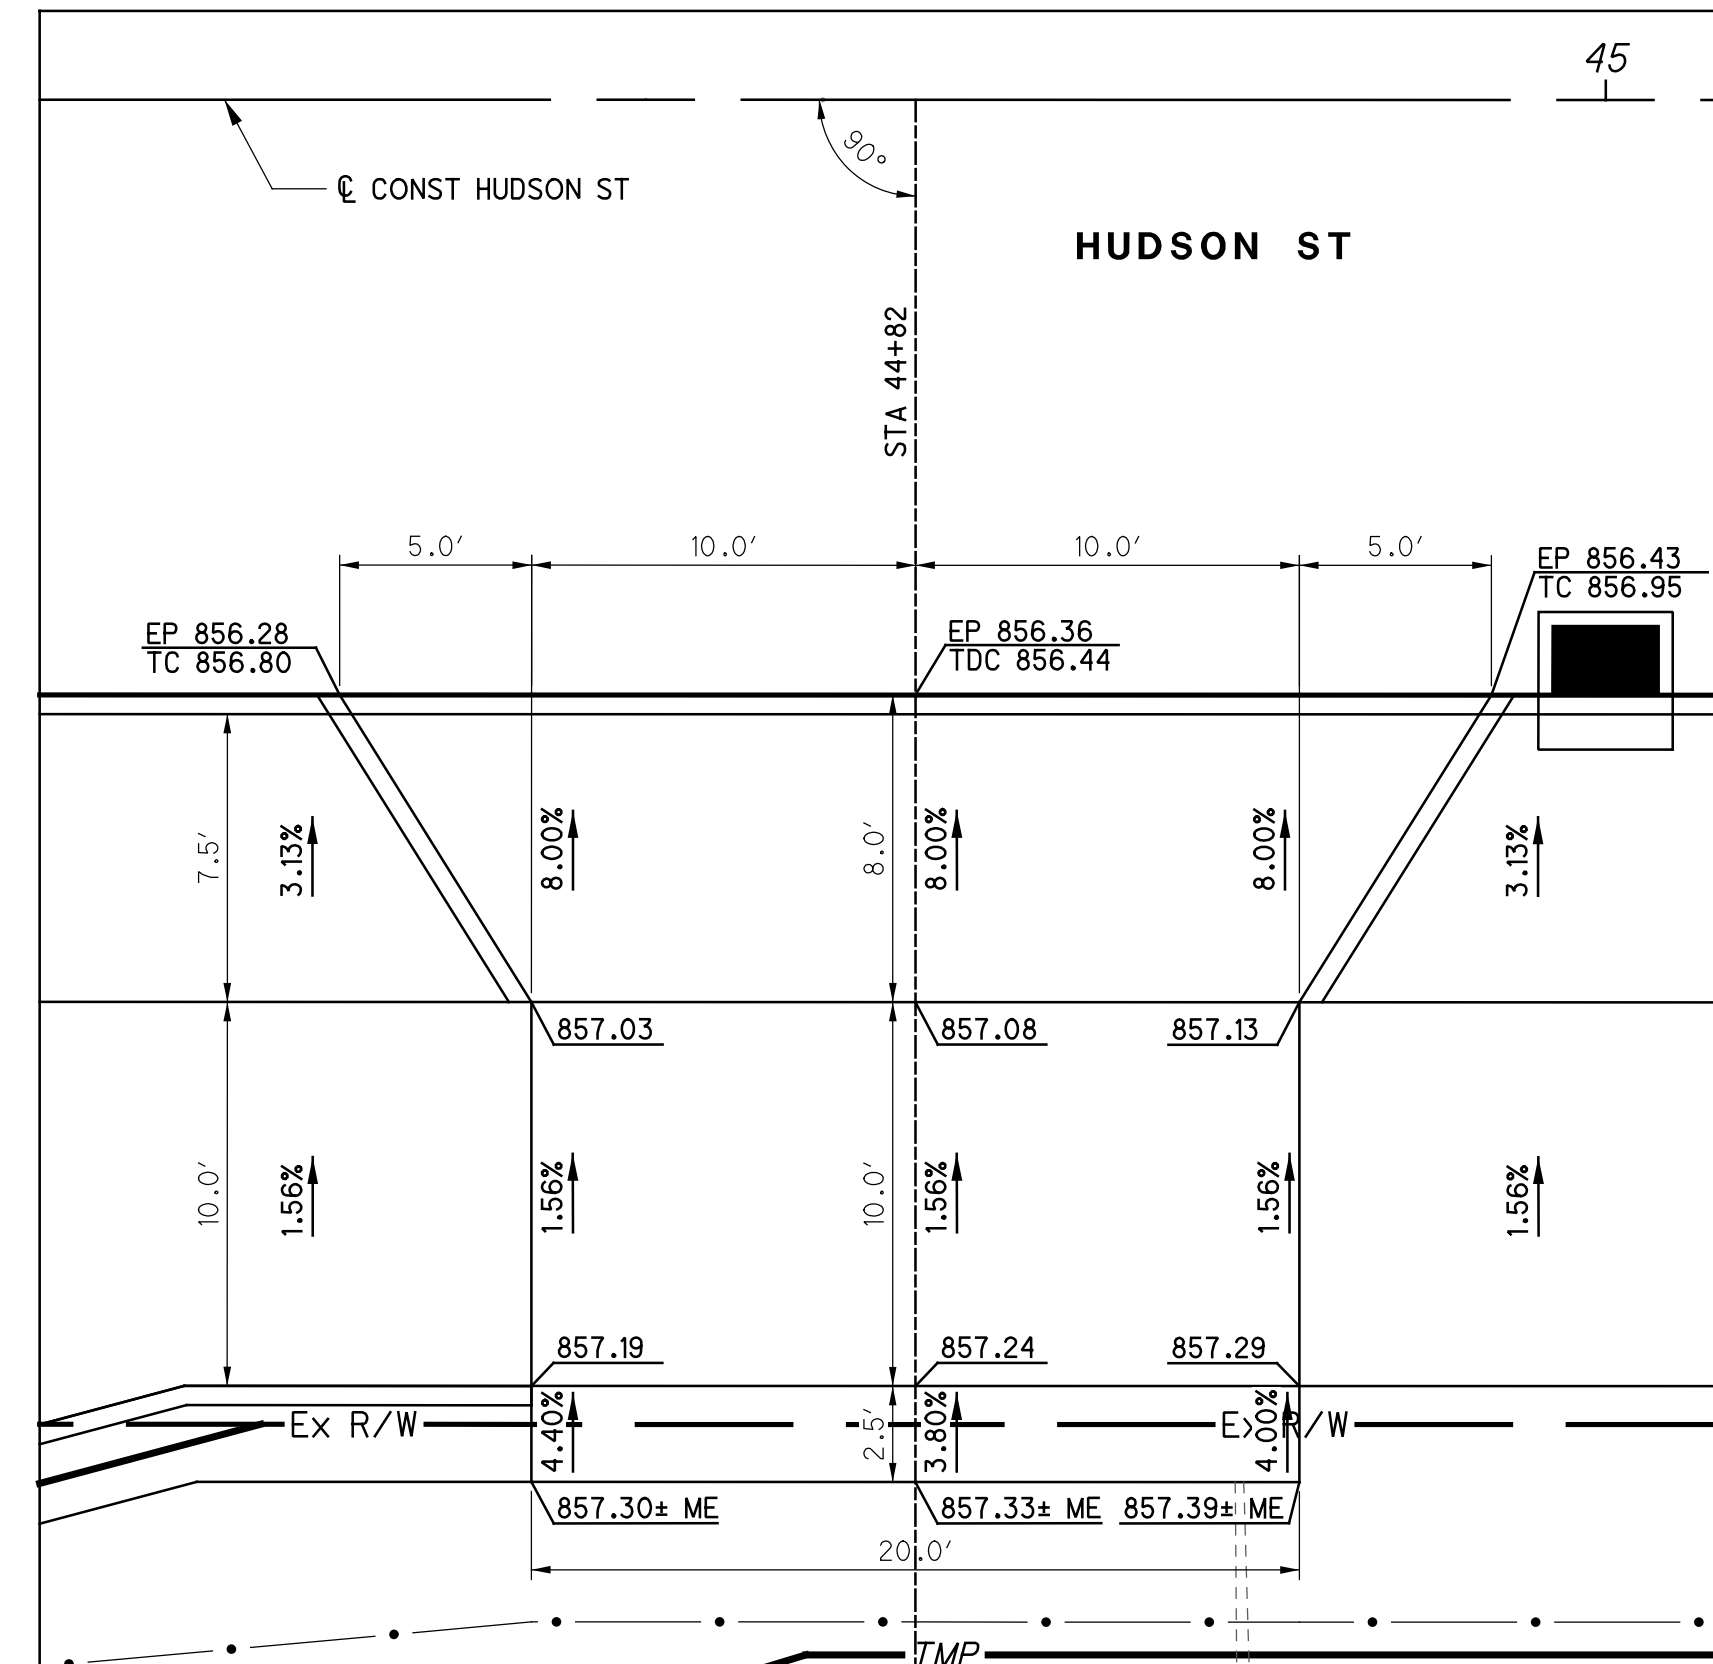 45
90°
℄ CONST HUDSON ST
HUDSON ST
STA 44+82
5.0′
10.0′
10.0′
5.0′
EP 856.43
TC 856.95
EP 856.28
TC 856.80
EP 856.36
TDC 856.44
7.5′
3.13%
8.00%
8.0′
8.00%
8.00%
3.13%
857.03
857.08
857.13
10.0′
1.56%
1.56%
10.0′
1.56%
1.56%
1.56%
857.19
857.24
857.29
Ex R/W
4.40%
2.5′
3.80%
Ex R/W
4.00%
857.30± ME
857.33± ME
857.39± ME
20.0′
TMP